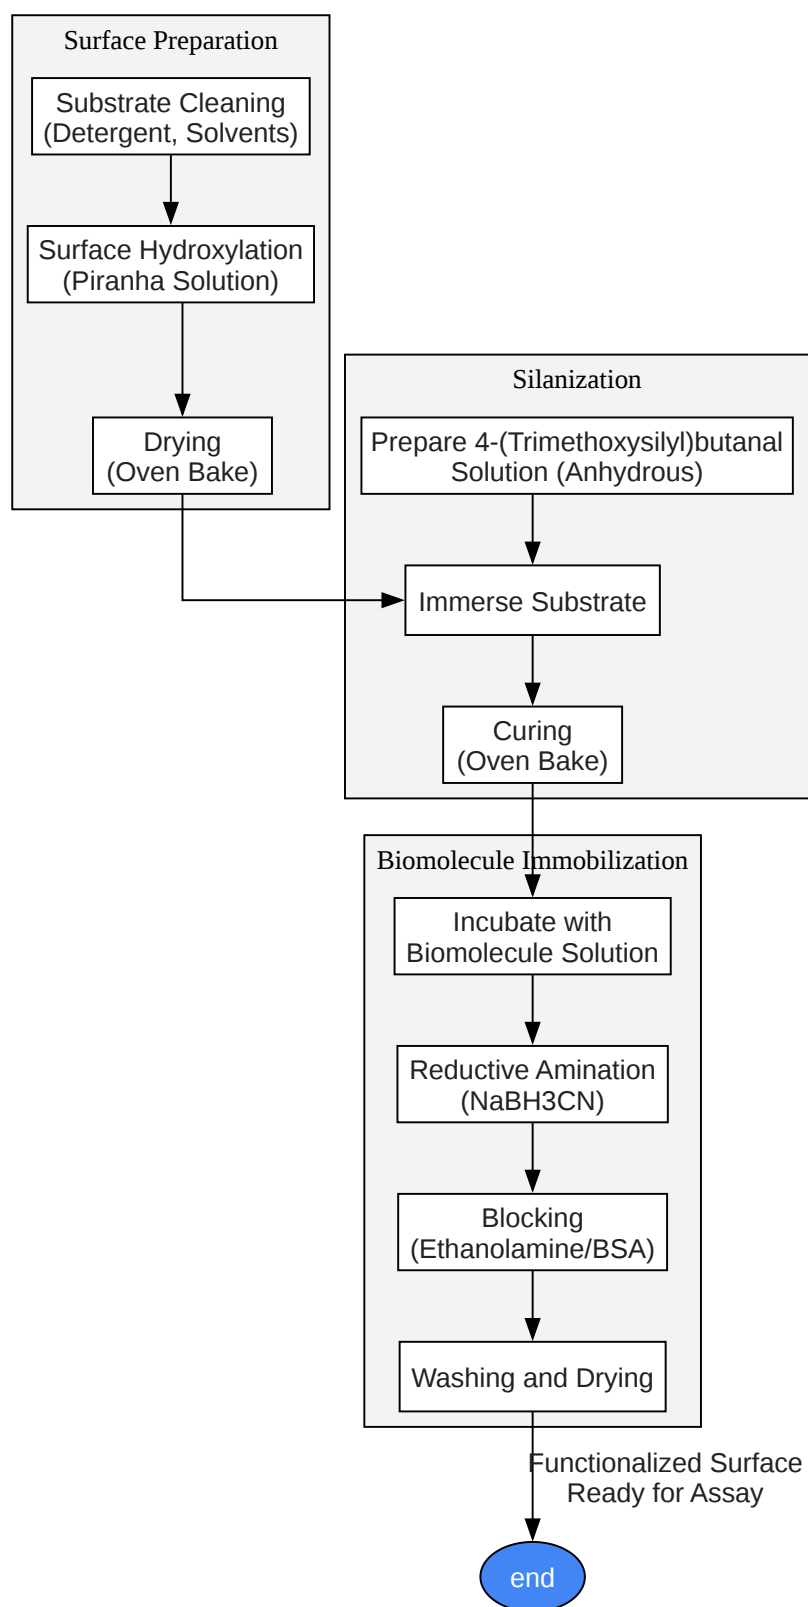 Surface Preparation
Substrate Cleaning
(Detergent, Solvents)
Surface Hydroxylation
(Piranha Solution)
Drying
(Oven Bake)
Silanization
Prepare 4-(Trimethoxysilyl)butanal
Solution (Anhydrous)
Immerse Substrate
Curing
(Oven Bake)
Biomolecule Immobilization
Incubate with
Biomolecule Solution
Reductive Amination
(NaBH3CN)
Blocking
(Ethanolamine/BSA)
Washing and Drying
Functionalized Surface
Ready for Assay
end